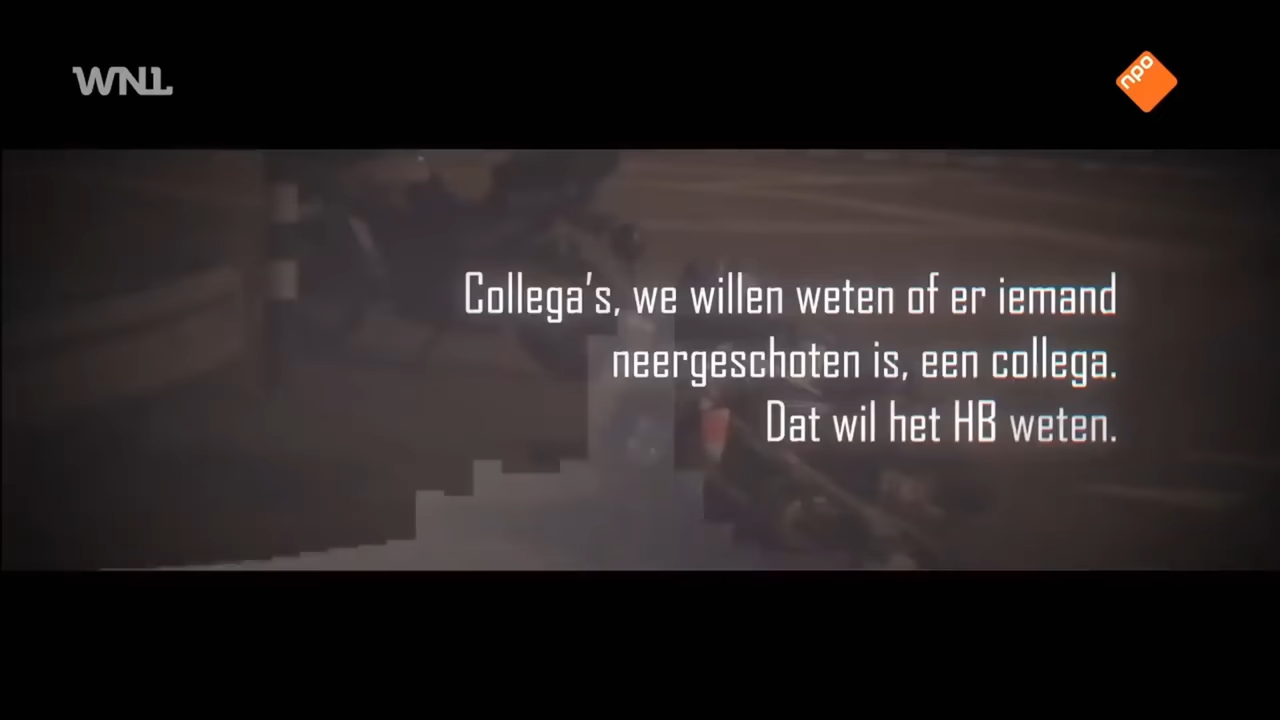 WNL
npo
Collega's, we willen weten of er iemand
neergeschoten is, een collega.
Dat wil het HB weten.